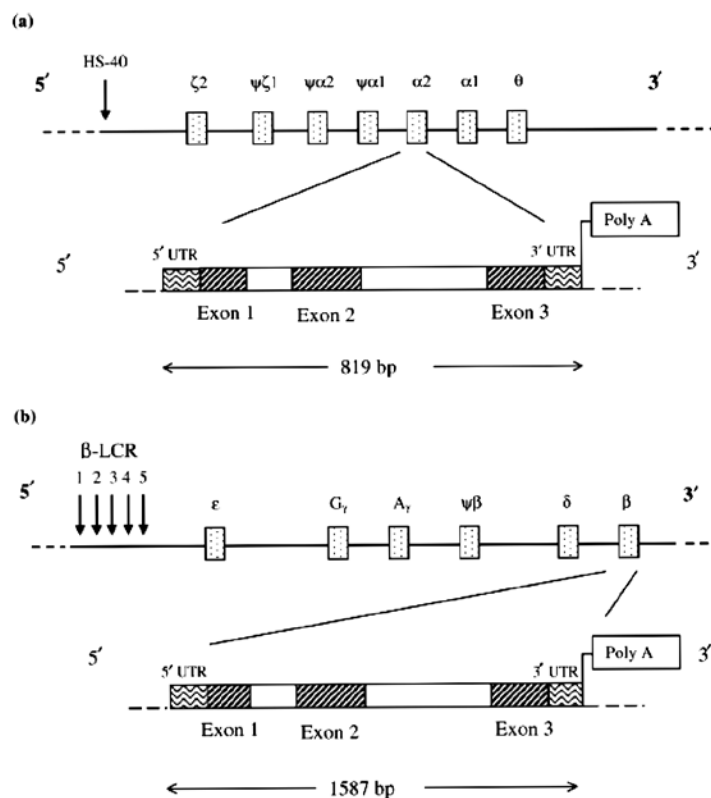 (a)
HS-40
5′ ζ2 ψζ1 ψα2 ψα1 α2 α1 θ 3′
Poly A
5′ UTR 3′ UTR
5′ 3′
Exon 1 Exon 2 Exon 3
819 bp
(b)
β-LCR
1 2 3 4 5
5′ ε Gγ Aγ ψβ δ β 3′
5′ Poly A 3′
5′ UTR 3′ UTR
Exon 1 Exon 2 Exon 3
1587 bp